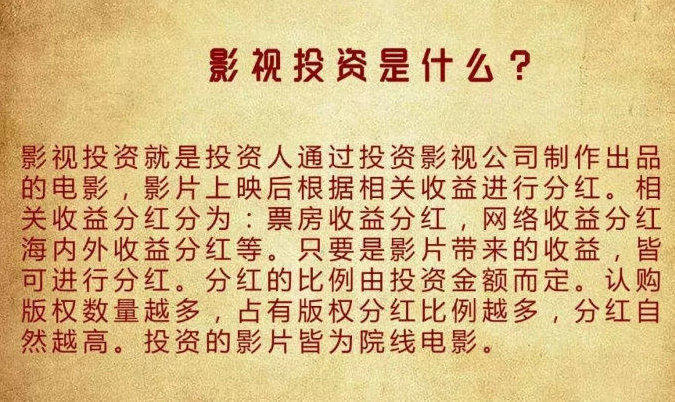 影视投资是什么？
影视投资就是投资人通过投资影视公司制作出品
的电影，影片上映后根据相关收益进行分红。相
关收益分红分为：票房收益分红，网络收益分红
海内外收益分红等。只要是影片带来的收益，皆
可进行分红。分红的比例由投资金额而定。认购
版权数量越多，占有版权分红比例越多，分红自
然越高。投资的影片皆为院线电影。